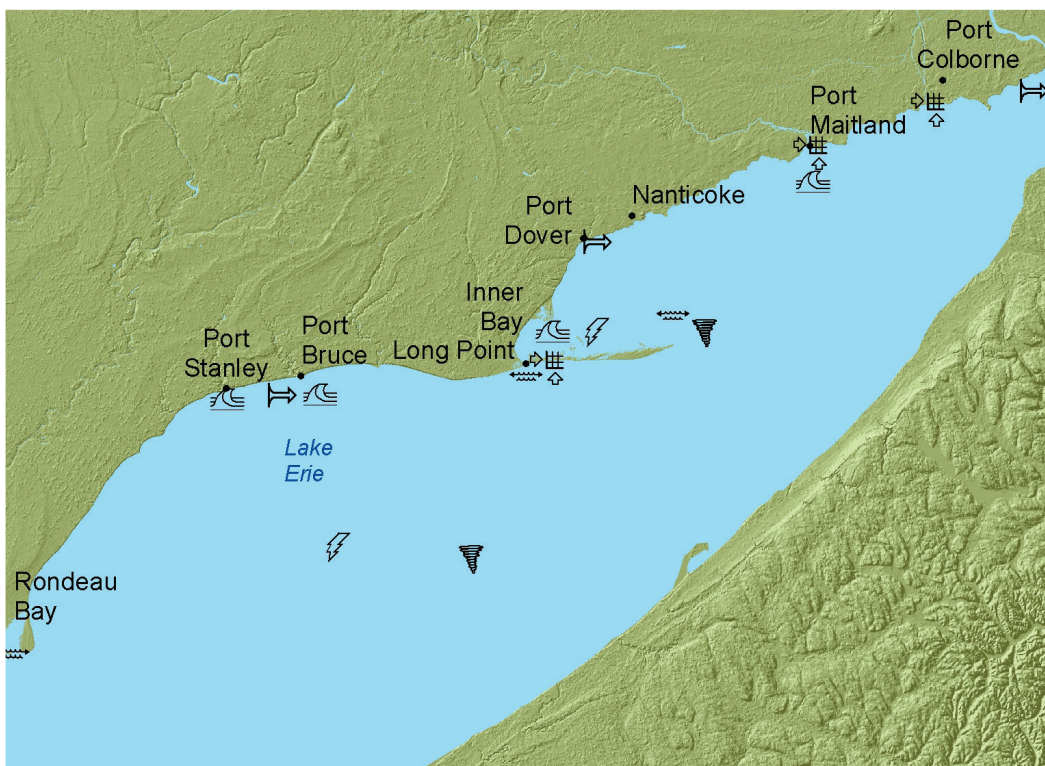 Port
Colborne
Port
Maitland
Nanticoke
Port
Dover
Inner
Bay
Long Point
Port
Bruce
Port
Stanley
Lake
Erie
Rondeau
Bay